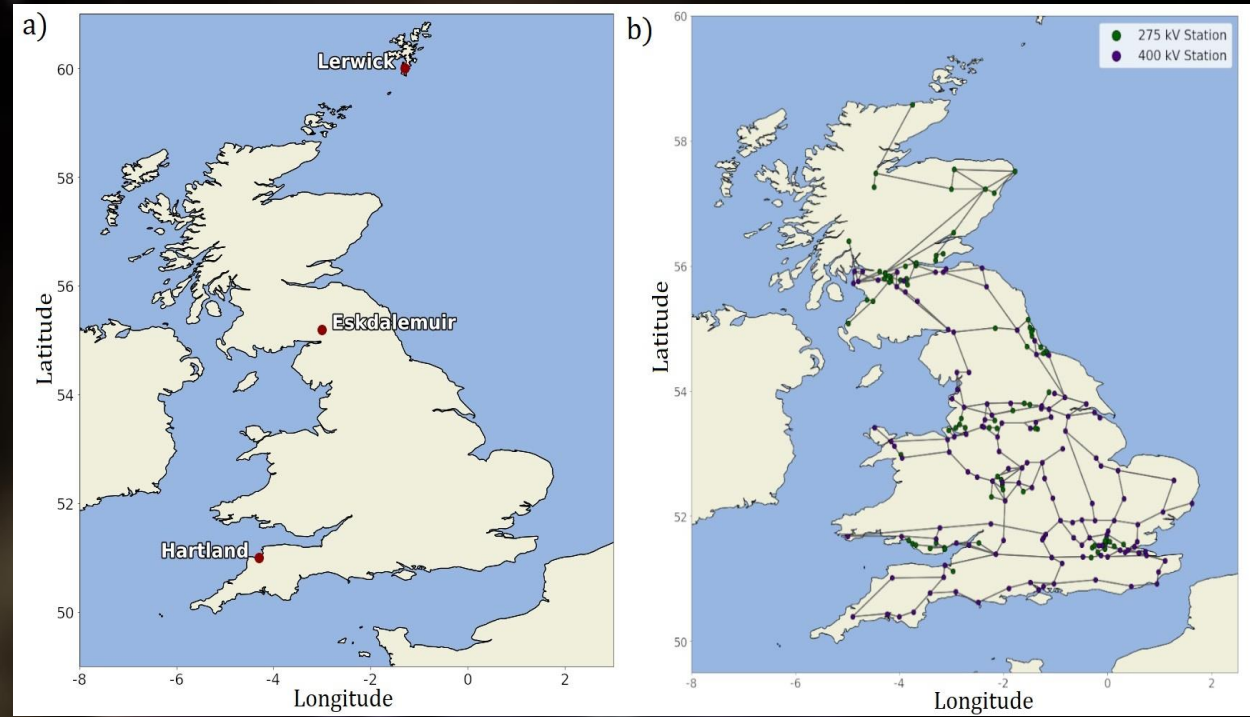 a)
60
58
56
54
52
50
-8
-6
-4
-2
0
2
Latitude
Longitude
Lerwick
Eskdalemuir
Hartland
b)
60
58
56
54
52
50
-8
-6
-4
-2
0
2
Latitude
Longitude
275 kV Station
400 kV Station